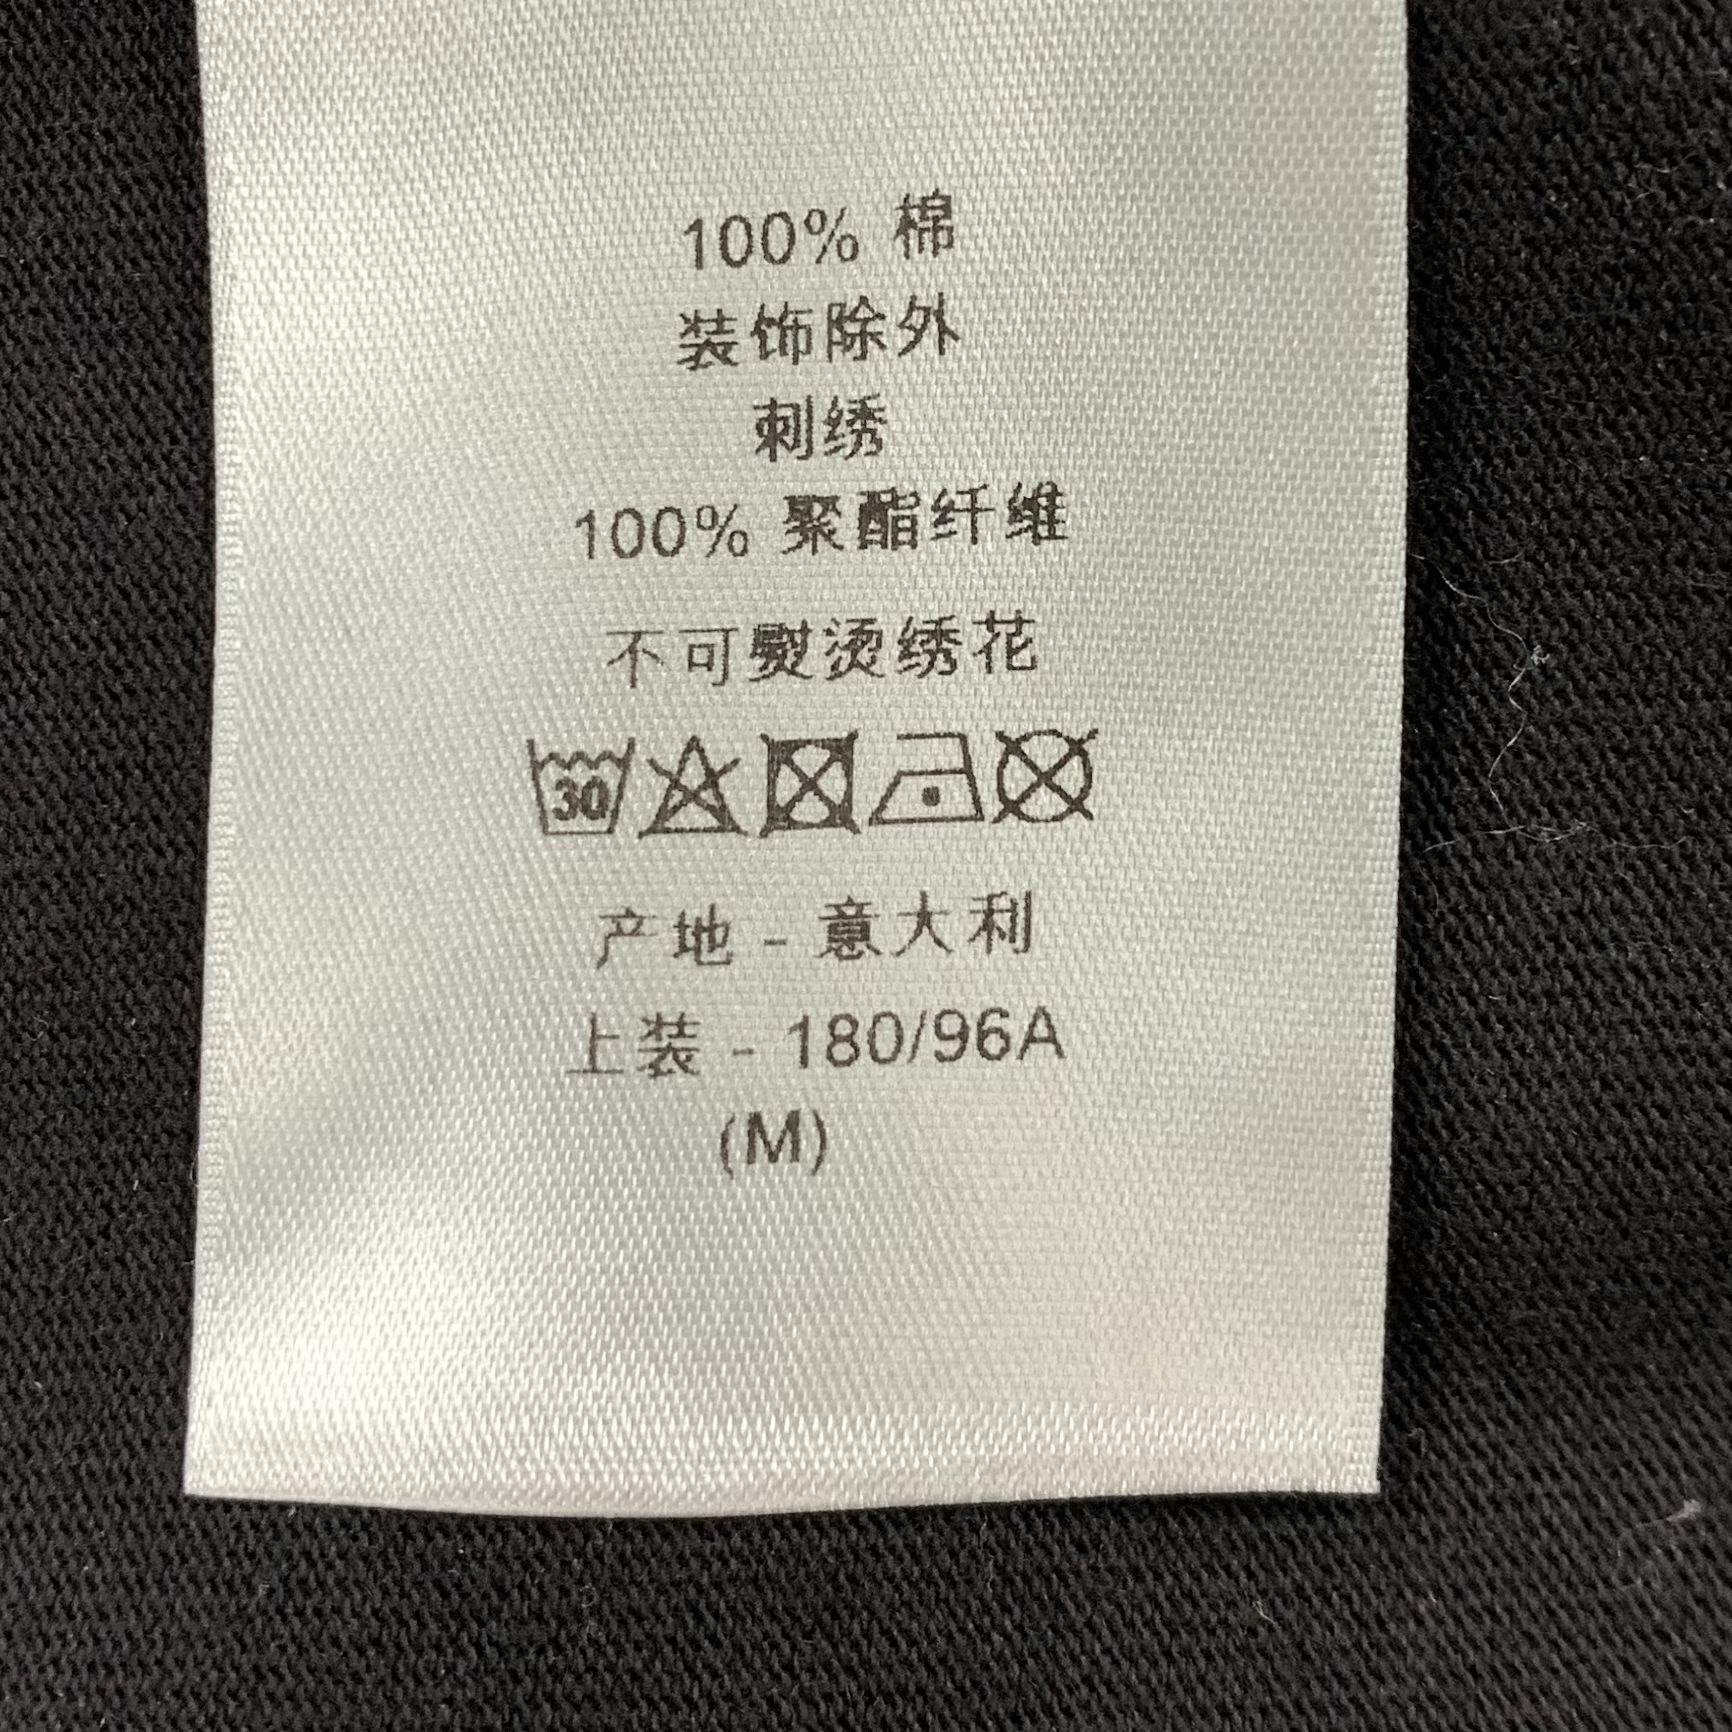 100% 棉
装饰除外
刺绣
100% 聚酯纤维
不可熨烫绣花
30
产地 - 意大利
上装 - 180/96A
(M)